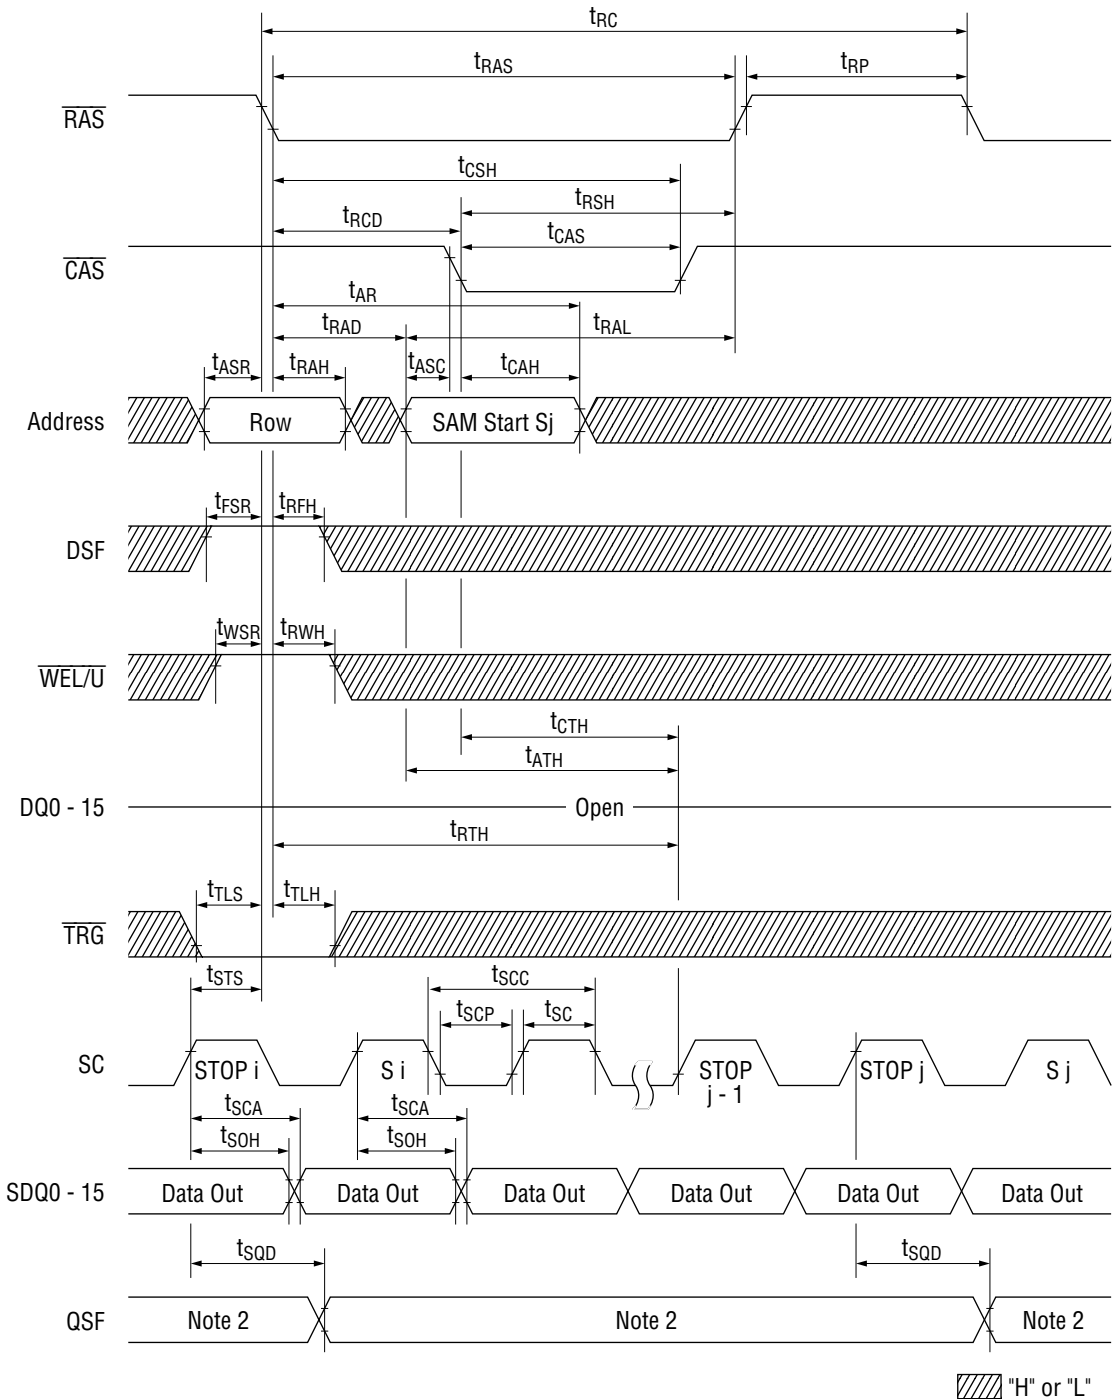 tRC
tRAS
tRP
RAS
tCSH
tRSH
tRCD
tCAS
CAS
tAR
tRAD
tRAL
tASR
tRAH
tASC
tCAH
Address
Row
SAM Start Sj
tFSR
tRFH
DSF
tWSR
tRWH
WEL/U
tCTH
tATH
DQ0 - 15
Open
tRTH
tTLS
tTLH
TRG
tSTS
tSCC
tSCP
tSC
SC
STOP i
S i
STOP
j - 1
STOP j
S j
tSCA
tSCA
tSOH
tSOH
SDQ0 - 15
Data Out
Data Out
Data Out
Data Out
Data Out
Data Out
tSQD
tSQD
QSF
Note 2
Note 2
Note 2
"H" or "L"